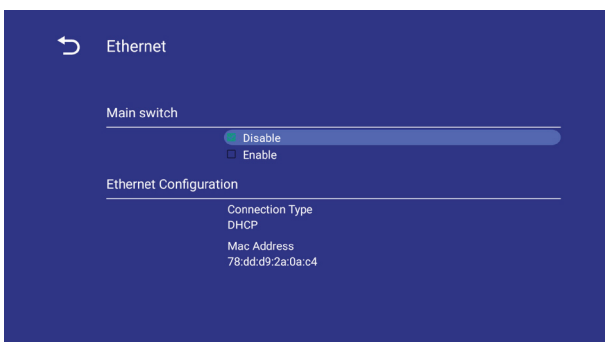 Ethernet
Main switch
Disable
Enable
Ethernet Configuration
Connection Type
DHCP
Mac Address
78:dd:d9:2a:0a:c4